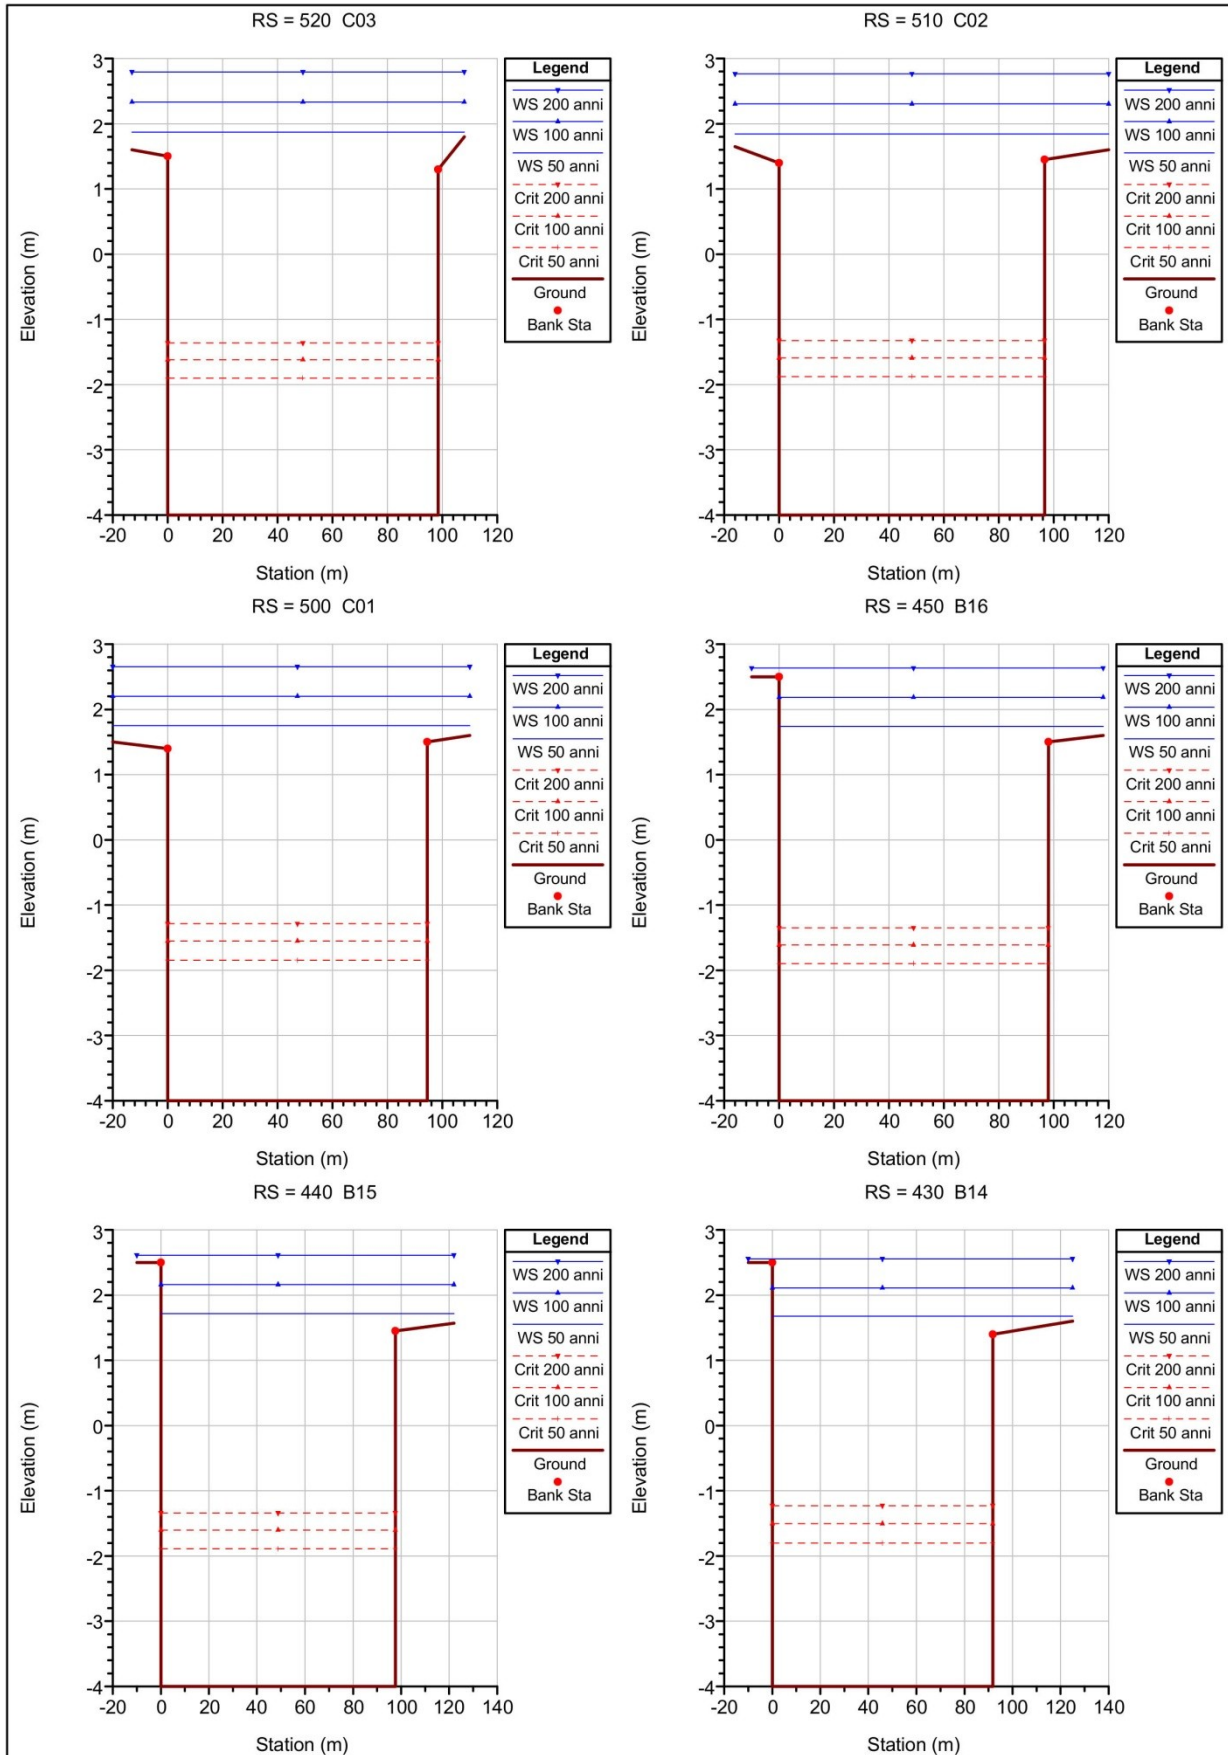 RS = 520 C03
3
2
1
0
-1
-2
-3
-4
Elevation (m)
-20 0 20 40 60 80 100 120
Station (m)
Legend
WS 200 anni
WS 100 anni
WS 50 anni
Crit 200 anni
Crit 100 anni
Crit 50 anni
Ground
Bank Sta
RS = 510 C02
3
2
1
0
-1
-2
-3
-4
Elevation (m)
-20 0 20 40 60 80 100 120
Station (m)
Legend
WS 200 anni
WS 100 anni
WS 50 anni
Crit 200 anni
Crit 100 anni
Crit 50 anni
Ground
Bank Sta
RS = 500 C01
3
2
1
0
-1
-2
-3
-4
Elevation (m)
-20 0 20 40 60 80 100 120
Station (m)
Legend
WS 200 anni
WS 100 anni
WS 50 anni
Crit 200 anni
Crit 100 anni
Crit 50 anni
Ground
Bank Sta
RS = 450 B16
3
2
1
0
-1
-2
-3
-4
Elevation (m)
-20 0 20 40 60 80 100 120
Station (m)
Legend
WS 200 anni
WS 100 anni
WS 50 anni
Crit 200 anni
Crit 100 anni
Crit 50 anni
Ground
Bank Sta
RS = 440 B15
3
2
1
0
-1
-2
-3
-4
Elevation (m)
-20 0 20 40 60 80 100 120 140
Station (m)
Legend
WS 200 anni
WS 100 anni
WS 50 anni
Crit 200 anni
Crit 100 anni
Crit 50 anni
Ground
Bank Sta
RS = 430 B14
3
2
1
0
-1
-2
-3
-4
Elevation (m)
-20 0 20 40 60 80 100 120 140
Station (m)
Legend
WS 200 anni
WS 100 anni
WS 50 anni
Crit 200 anni
Crit 100 anni
Crit 50 anni
Ground
Bank Sta